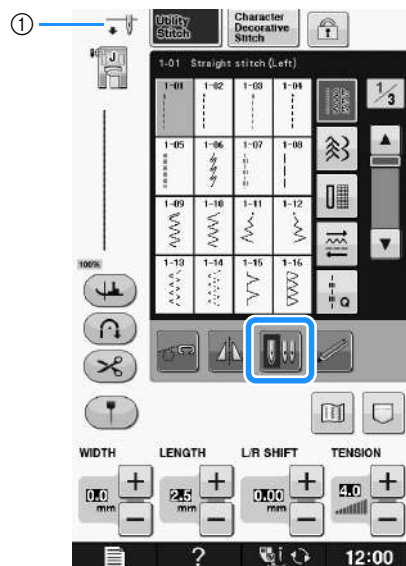 ①
Utility Stitch
Character Decorative Stitch
J
1-01 Straight stitch (Left)
1-01 1-02 1-03 1-04
1/3
1-05 1-06 1-07 1-08
1-09 1-10 1-11 1-12
1-13 1-14 1-15 1-16
Q
100%
WIDTH LENGTH L/R SHIFT TENSION
0.0 mm + − 2.5 mm + − 0.00 mm + − 4.0 + −
? 12:00